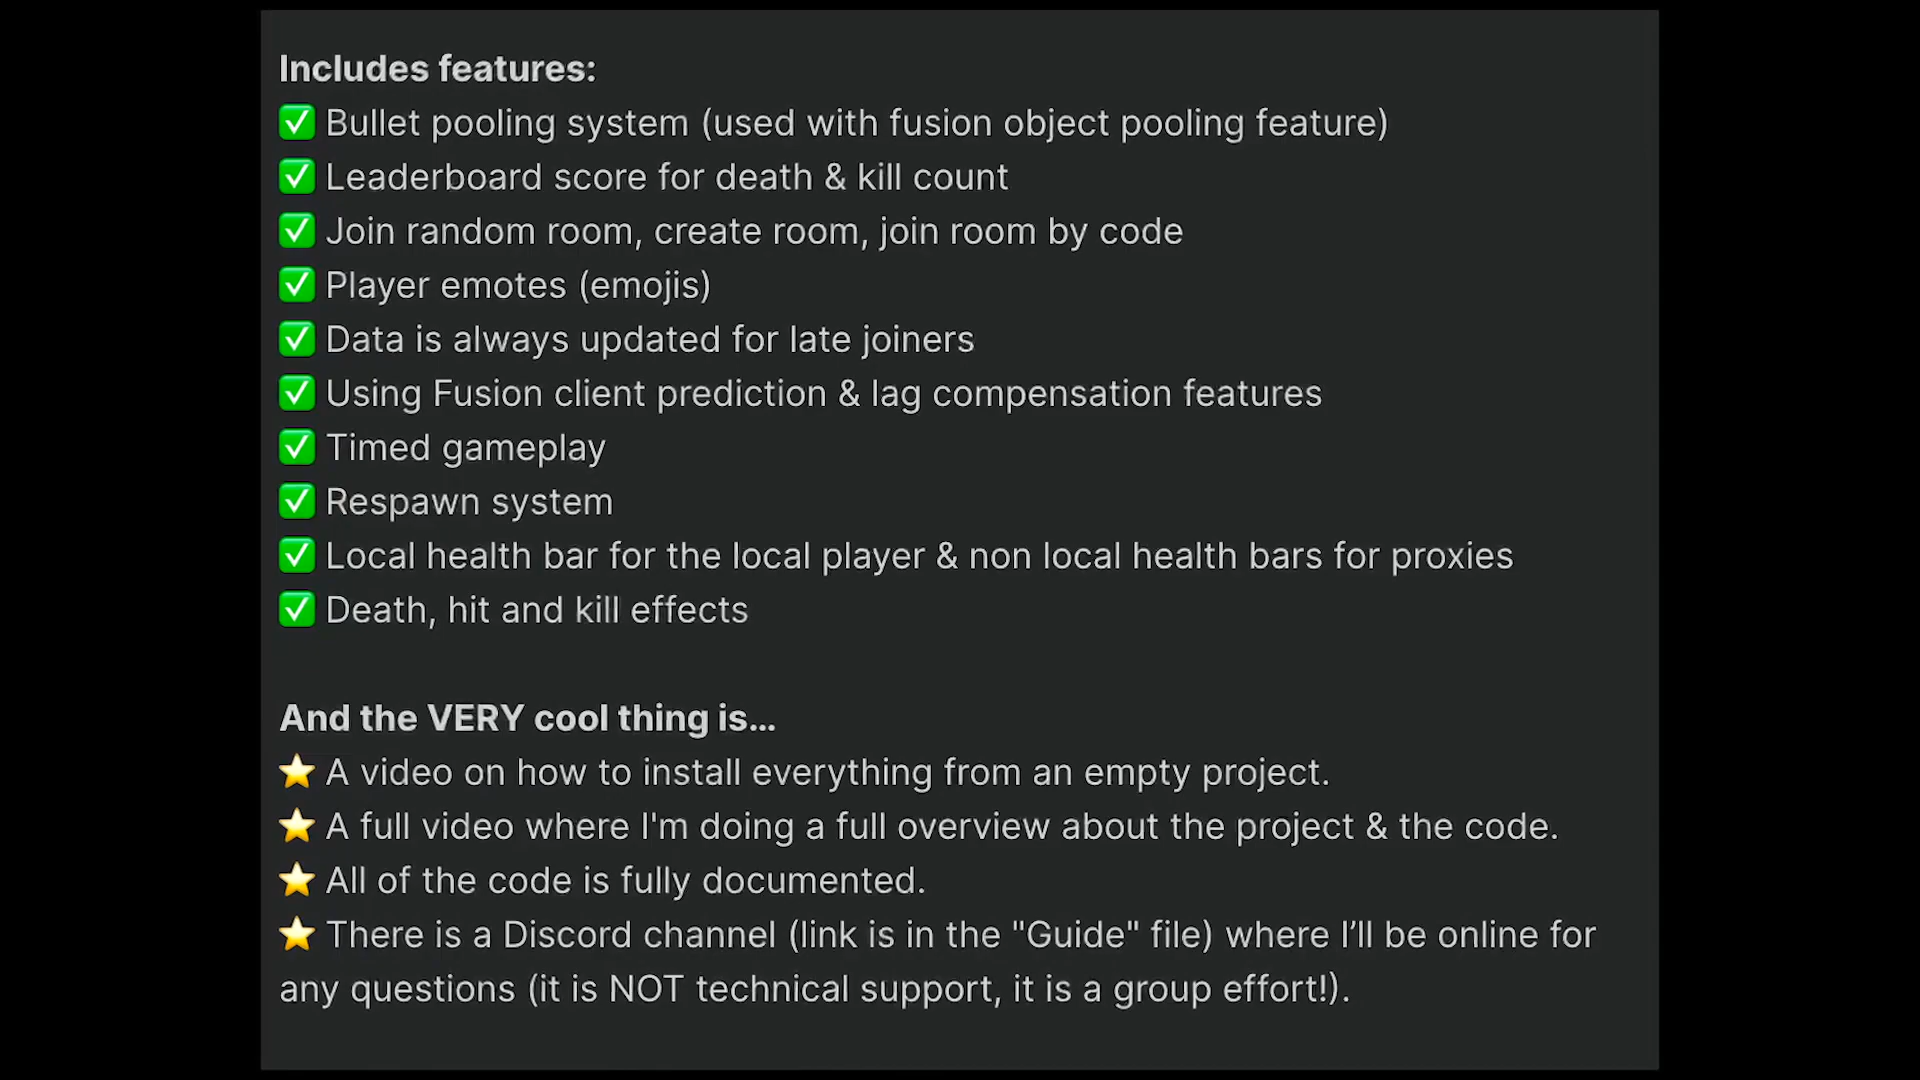 Includes features:
✅ Bullet pooling system (used with fusion object pooling feature)
✅ Leaderboard score for death & kill count
✅ Join random room, create room, join room by code
✅ Player emotes (emojis)
✅ Data is always updated for late joiners
✅ Using Fusion client prediction & lag compensation features
✅ Timed gameplay
✅ Respawn system
✅ Local health bar for the local player & non local health bars for proxies
✅ Death, hit and kill effects
And the VERY cool thing is...
⭐ A video on how to install everything from an empty project.
⭐ A full video where I'm doing a full overview about the project & the code.
⭐ All of the code is fully documented.
⭐ There is a Discord channel (link is in the "Guide" file) where I’ll be online for
any questions (it is NOT technical support, it is a group effort!).